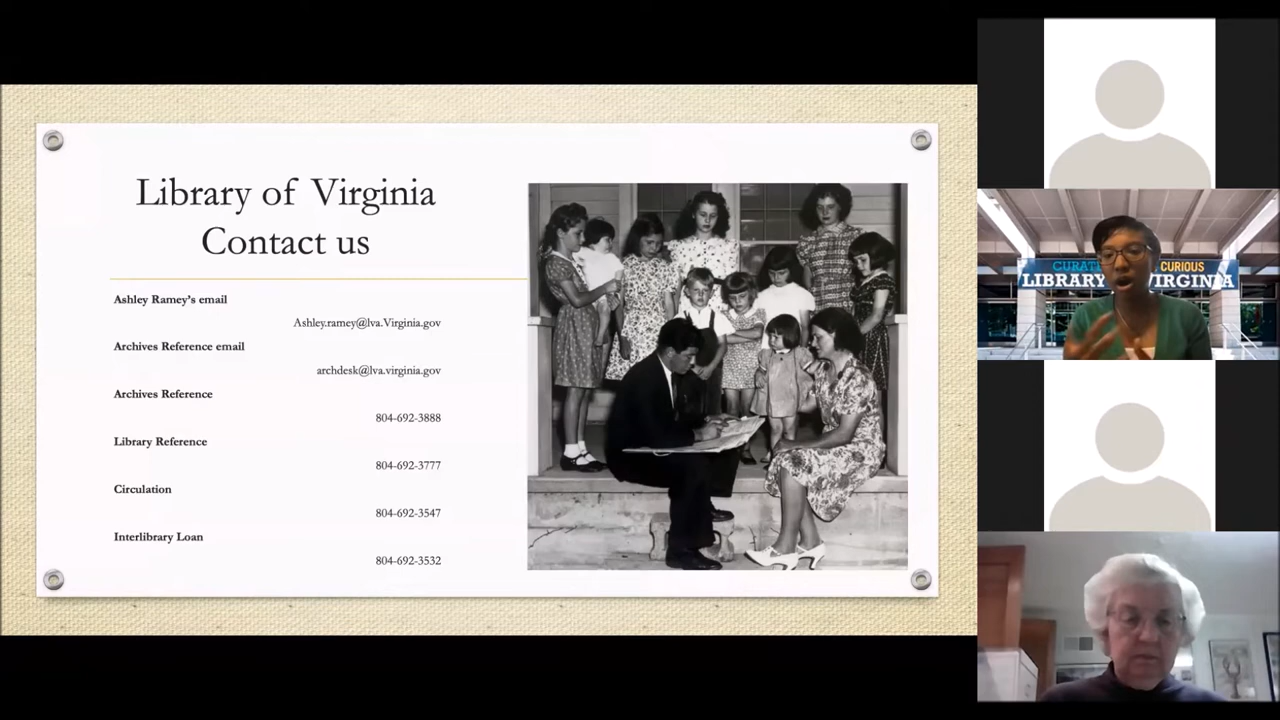 Library of Virginia
Contact us
Ashley Ramey's email
Ashley.ramey@lva.Virginia.gov
Archives Reference email
archdesk@lva.virginia.gov
Archives Reference
804-692-3888
Library Reference
804-692-3777
Circulation
804-692-3547
Interlibrary Loan
804-692-3532
CURIOUS
LIBRARY VIRGINIA